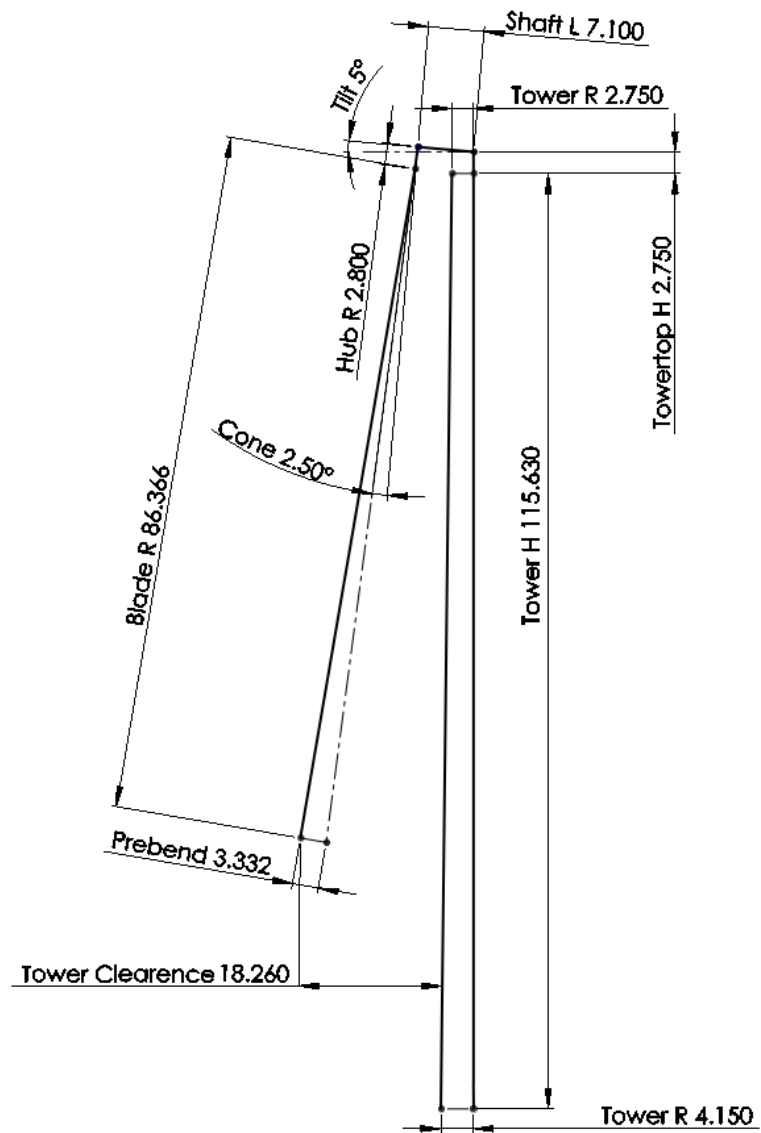 Shaft L 7.100
Tilt 5°
Tower R 2.750
Hub R 2.800
Towertop H 2.750
Cone 2.50°
Blade R 86.366
Tower H 115.630
Prebend 3.332
Tower Clearence 18.260
Tower R 4.150